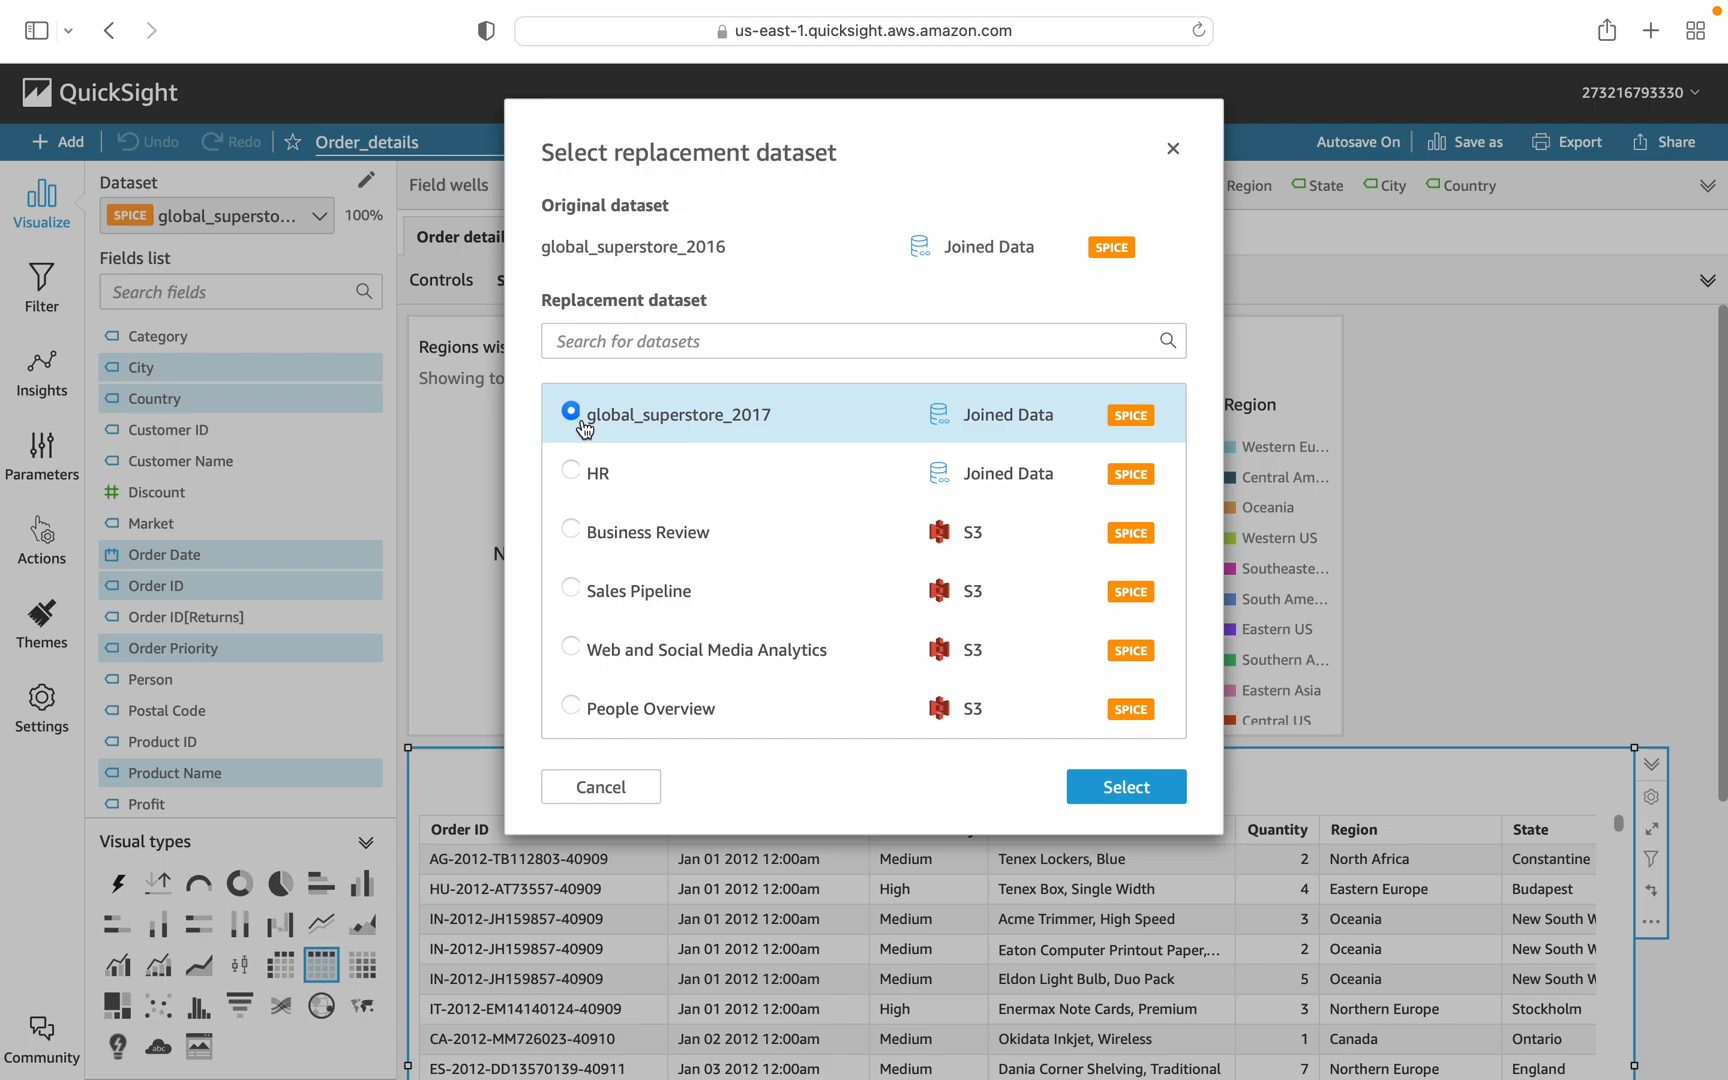 us-east-1.quicksight.aws.amazon.com
QuickSight
273216793330
Add
Undo
Redo
Order_details
Autosave On
Save as
Export
Share
Visualize
Filter
Insights
Parameters
Actions
Themes
Settings
Community
Dataset
SPICE global_supersto... 100%
Fields list
Search fields
Category
City
Country
Customer ID
Customer Name
Discount
Market
Order Date
Order ID
Order ID[Returns]
Order Priority
Person
Postal Code
Product ID
Product Name
Profit
Visual types
abc
Field wells
Region
State
City
Country
Order detail
Controls
Regions wis
Showing to
Select replacement dataset
Original dataset
global_superstore_2016 Joined Data SPICE
Replacement dataset
Search for datasets
global_superstore_2017 Joined Data SPICE
HR Joined Data SPICE
Business Review S3 SPICE
Sales Pipeline S3 SPICE
Web and Social Media Analytics S3 SPICE
People Overview S3 SPICE
Cancel
Select
Region
Western Eu...
Central Am...
Oceania
Western US
Southeaste...
South Ame...
Eastern US
Southern A...
Eastern Asia
Central US
Order ID Quantity Region State
AG-2012-TB112803-40909 Jan 01 2012 12:00am Medium Tenex Lockers, Blue 2 North Africa Constantine
HU-2012-AT73557-40909 Jan 01 2012 12:00am High Tenex Box, Single Width 4 Eastern Europe Budapest
IN-2012-JH159857-40909 Jan 01 2012 12:00am Medium Acme Trimmer, High Speed 3 Oceania New South W
IN-2012-JH159857-40909 Jan 01 2012 12:00am Medium Eaton Computer Printout Paper,... 2 Oceania New South W
IN-2012-JH159857-40909 Jan 01 2012 12:00am Medium Eldon Light Bulb, Duo Pack 5 Oceania New South W
IT-2012-EM14140124-40909 Jan 01 2012 12:00am High Enermax Note Cards, Premium 3 Northern Europe Stockholm
CA-2012-MM726023-40910 Jan 02 2012 12:00am Medium Okidata Inkjet, Wireless 1 Canada Ontario
ES-2012-DD13570139-40911 Jan 03 2012 12:00am Medium Dania Corner Shelving, Traditional 7 Northern Europe England